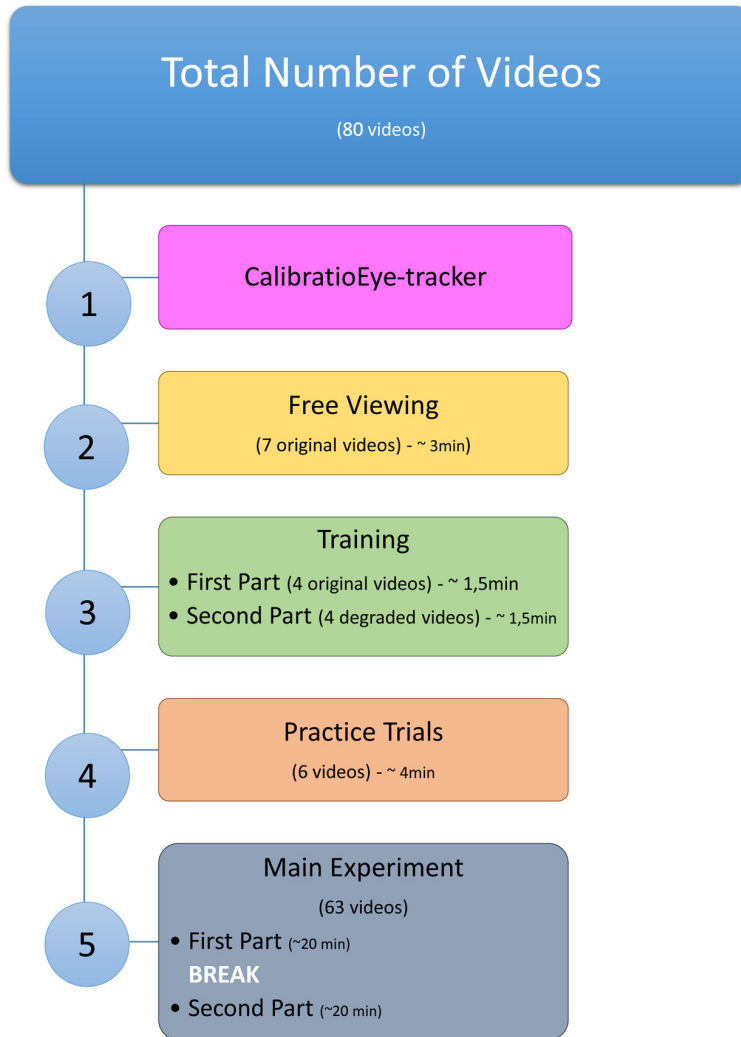 Total Number of Videos
(80 videos)
1
CalibratioEye-tracker
2
Free Viewing
(7 original videos) - ~ 3min)
3
Training
• First Part (4 original videos) - ~ 1,5min
• Second Part (4 degraded videos) - ~ 1,5min
4
Practice Trials
(6 videos) - ~ 4min
5
Main Experiment
(63 videos)
• First Part (~20 min)
BREAK
• Second Part (~20 min)